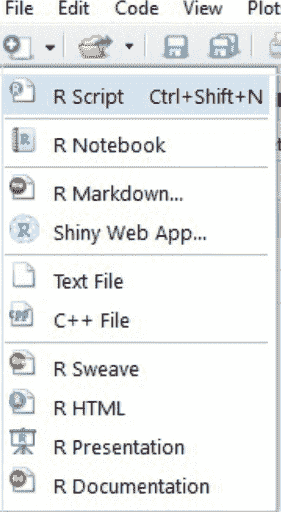 File Edit Code View Plot
R Script Ctrl+Shift+N
R Notebook
R Markdown...
Shiny Web App...
Text File
C++ File
R Sweave
R HTML
R Presentation
R Documentation